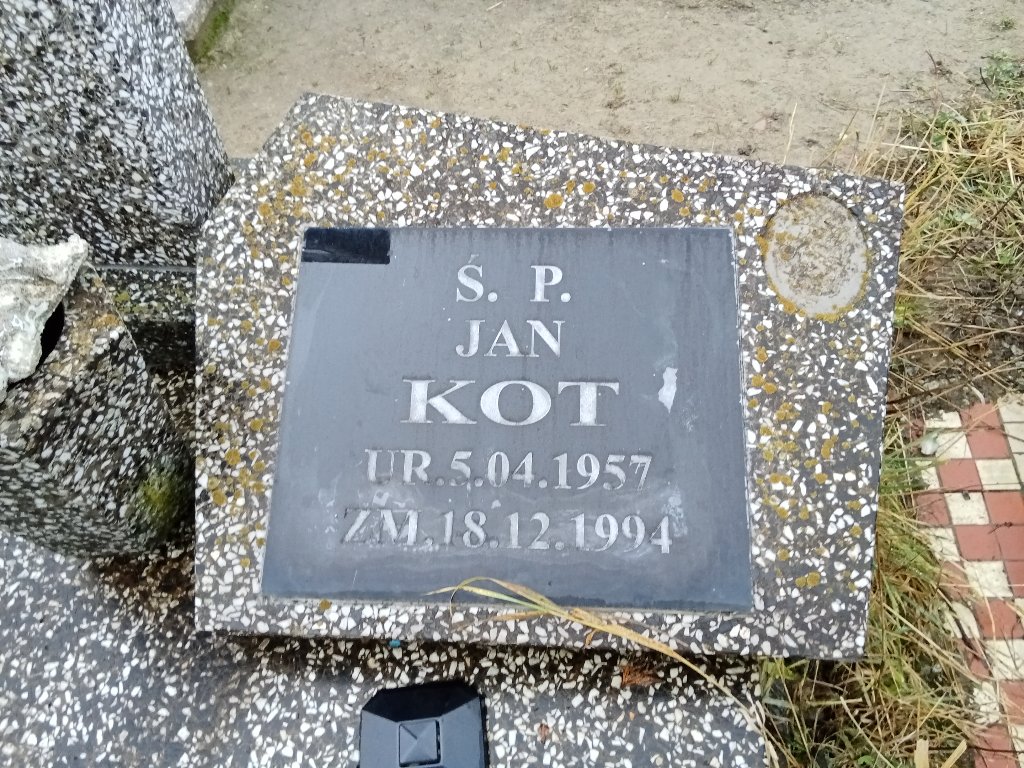 Ś. P.
JAN
KOT
UR.5.04.1957
ZM.18.12.1994